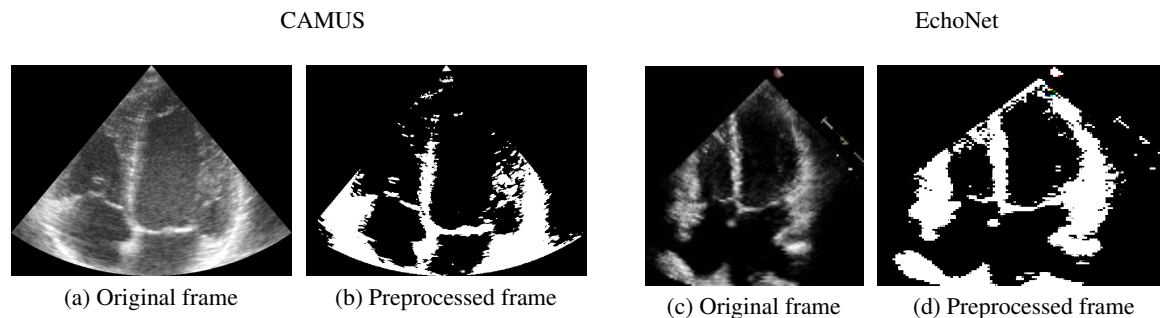 CAMUS
EchoNet
(a) Original frame
(b) Preprocessed frame
(c) Original frame
(d) Preprocessed frame